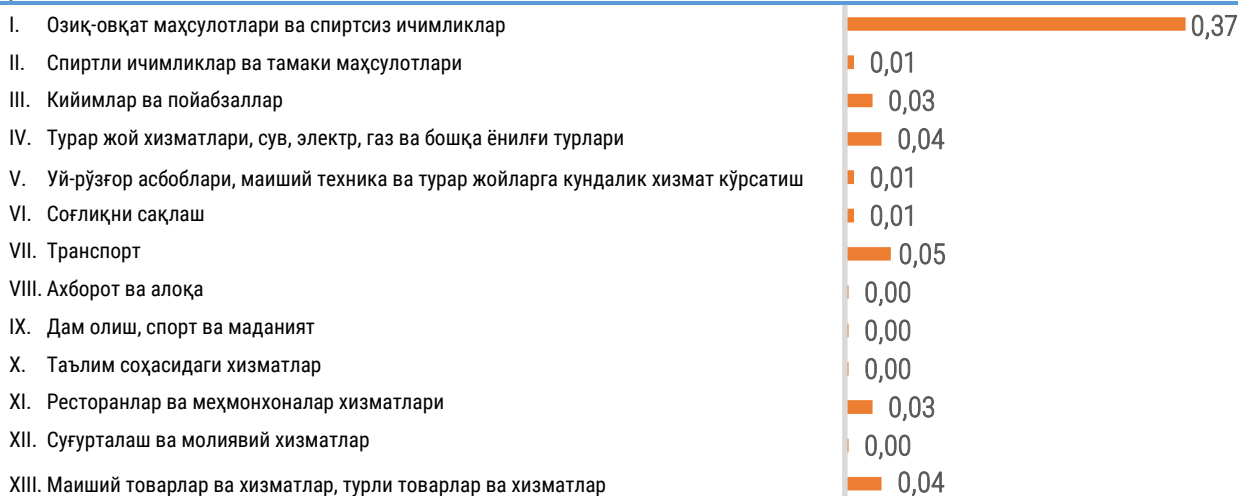 I. Озиқ-овқат маҳсулотлари ва спиртсиз ичимликлар 0,37
II. Спиртли ичимликлар ва тамаки маҳсулотлари 0,01
III. Кийимлар ва пойабзаллар 0,03
IV. Турар жой хизматлари, сув, электр, газ ва бошқа ёнилғи турлари 0,04
V. Уй-рўзғор асбоблари, маиший техника ва турар жойларга кундалик хизмат кўрсатиш 0,01
VI. Соғлиқни сақлаш 0,01
VII. Транспорт 0,05
VIII. Ахборот ва алоқа 0,00
IX. Дам олиш, спорт ва маданият 0,00
X. Таълим соҳасидаги хизматлар 0,00
XI. Ресторанлар ва меҳмонхоналар хизматлари 0,03
XII. Суғурталаш ва молиявий хизматлар 0,00
XIII. Маиший товарлар ва хизматлар, турли товарлар ва хизматлар 0,04